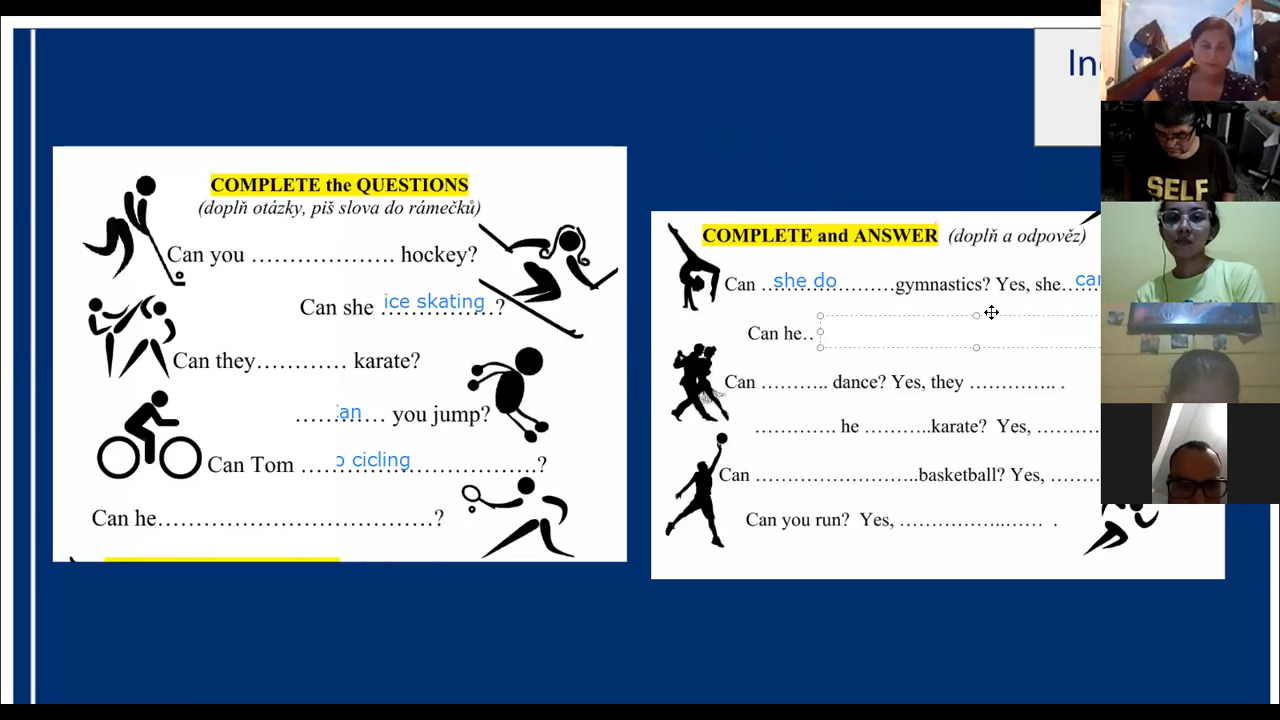 In
COMPLETE the QUESTIONS
(doplň otázky, piš slova do rámečků)
Can you ………………. hockey?
Can she ice skating?
Can they………… karate?
……an…… you jump?
Can Tom ……o cicling………………?
Can he……………………………?
COMPLETE and ANSWER (doplň a odpověz)
Can she do gymnastics? Yes, she……can
Can he..
Can ……….. dance? Yes, they ………….. .
…………. he ………..karate? Yes, ………
Can …………………….basketball? Yes, ………
Can you run? Yes, ……………..…… .
SELF